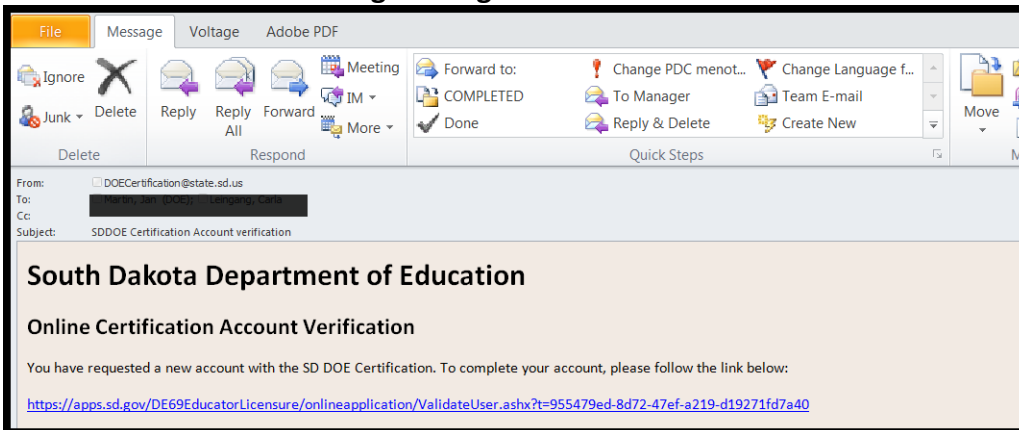 File Message Voltage Adobe PDF
Ignore
Junk
Delete
Reply
Reply All
Forward
Meeting
IM
More
Forward to:
COMPLETED
Done
Change PDC menot...
To Manager
Reply & Delete
Change Language f...
Team E-mail
Create New
Move
Delete Respond Quick Steps
From: DOECertification@state.sd.us
To:
Cc:
Subject: SDDOE Certification Account verification
South Dakota Department of Education
Online Certification Account Verification
You have requested a new account with the SD DOE Certification. To complete your account, please follow the link below:
https://apps.sd.gov/DE69EducatorLicensure/onlineapplication/ValidateUser.ashx?t=955479ed-8d72-47ef-a219-d19271fd7a40